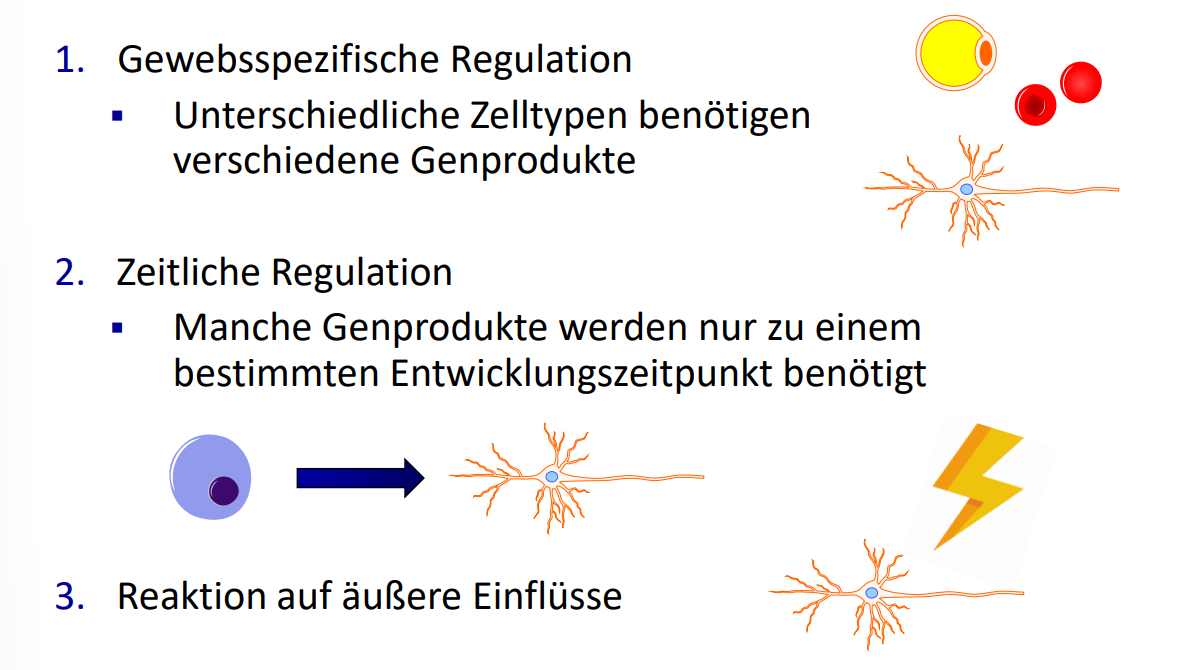 1. Gewebsspezifische Regulation
▪ Unterschiedliche Zelltypen benötigen
verschiedene Genprodukte
2. Zeitliche Regulation
▪ Manche Genprodukte werden nur zu einem
bestimmten Entwicklungszeitpunkt benötigt
3. Reaktion auf äußere Einflüsse